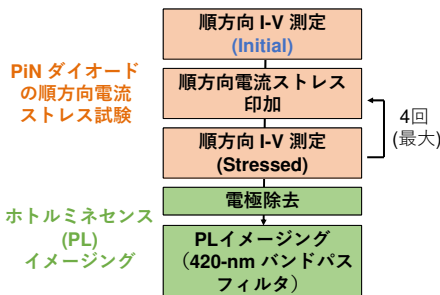 順方向 I-V 測定
(Initial)
PiN ダイオード
の順方向電流
ストレス試験
順方向電流ストレス
印加
4回
(最大)
順方向 I-V 測定
(Stressed)
電極除去
ホトルミネセンス
(PL)
イメージング
PLイメージング
(420-nm バンドパス
フィルタ)